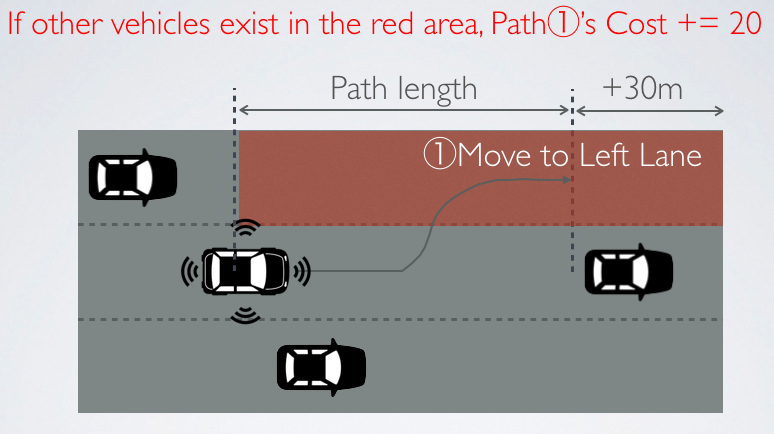 If other vehicles exist in the red area, Path①’s Cost += 20
Path length
+30m
①Move to Left Lane